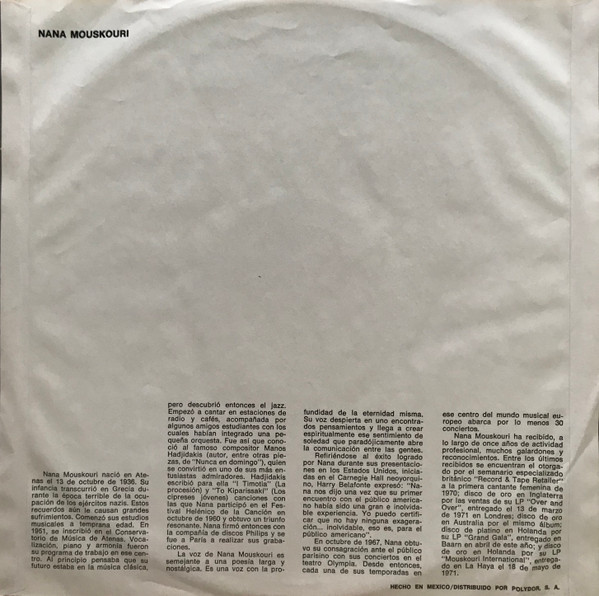 NANA MOUSKOURI
Nana Mouskouri nació en Ate-
nas el 13 de octubre de 1936. Su
infancia transcurrió en Grecia du-
rante la época terrible de la ocu-
pación de los ejércitos nazis. Estos
recuerdos aún le causan grandes
sufrimientos. Comenzó sus estudios
musicales a temprana edad. En
1951, se inscribió en el Conserva-
torio de Música de Atenas. Voca-
lización, piano y armonía fueron
su programa de trabajo en ese cen-
tro. Al principio pensaba que su
futuro estaba en la música clásica,
pero descubrió entonces el jazz.
Empezó a cantar en estaciones de
radio y cafés, acompañada por
algunos amigos estudiantes con los
cuales habían integrado una pe-
queña orquesta. Fue así que cono-
ció al famoso compositor Manos
Hadjidakis (autor, entre otras pie-
zas, de "Nunca en domingo"), quien
se convirtió en uno de sus más en-
tusiastas admiradores. Hadjidakis
escribió para ella "I Timotia" (La
procesión) y "To Kiparissaki" (Los
cipreses jóvenes) canciones con
las que Nana participó en el Fes-
tival Helénico de la Canción en
octubre de 1960 y obtuvo un triunfo
resonante. Nana firmó entonces con
la compañía de discos Philips y se
fue a París a realizar sus graba-
ciones.
La voz de Nana Mouskouri es
semejante a una poesía larga y
nostálgica. Es una voz con la pro-
fundidad de la eternidad misma.
Su voz despierta en uno encontra-
dos pensamientos y llega a crear
espiritualmente ese sentimiento de
soledad que paradójicamente abre
la comunicación entre las gentes.
Refiriéndose al éxito logrado
por Nana durante sus presentacio-
nes en los Estados Unidos, inicia-
das en el Carnegie Hall neoyorqui-
no, Harry Belafonte expresó: "Na-
na nos dijo una vez que su primer
encuentro con el público america-
no había sido una gran e inolvida-
ble experiencia. Yo puedo certifi-
car que no hay ninguna exagera-
ción... inolvidable, eso es, para el
público americano".
En octubre de 1967, Nana obtu-
vo su consagración ante el público
parisino con sus conciertos en el
teatro Olympia. Desde entonces,
cada una de sus temporadas en
ese centro del mundo musical eu-
ropeo abarca por lo menos 30
conciertos.
Nana Mouskouri ha recibido, a
lo largo de once años de actividad
profesional, muchos galardones y
reconocimientos. Entre los últimos
recibidos se encuentran el otorga-
do por el semanario especializado
británico "Record & Tape Retailer"
a la primera cantante femenina de
1970; disco de oro en Inglaterra
por las ventas de su LP "Over and
Over", entregado el 13 de marzo
de 1971 en Londres; disco de oro
en Australia por el mismo álbum;
disco de platino en Holanda por
su LP "Grand Gala", entregado en
Baarn en abril de este año; y disco
de oro en Holanda por su LP
"Mouskouri International", entrega-
do en La Haya el 18 de mayo de
1971.
HECHO EN MEXICO/DISTRIBUIDO POR POLYDOR, S. A.